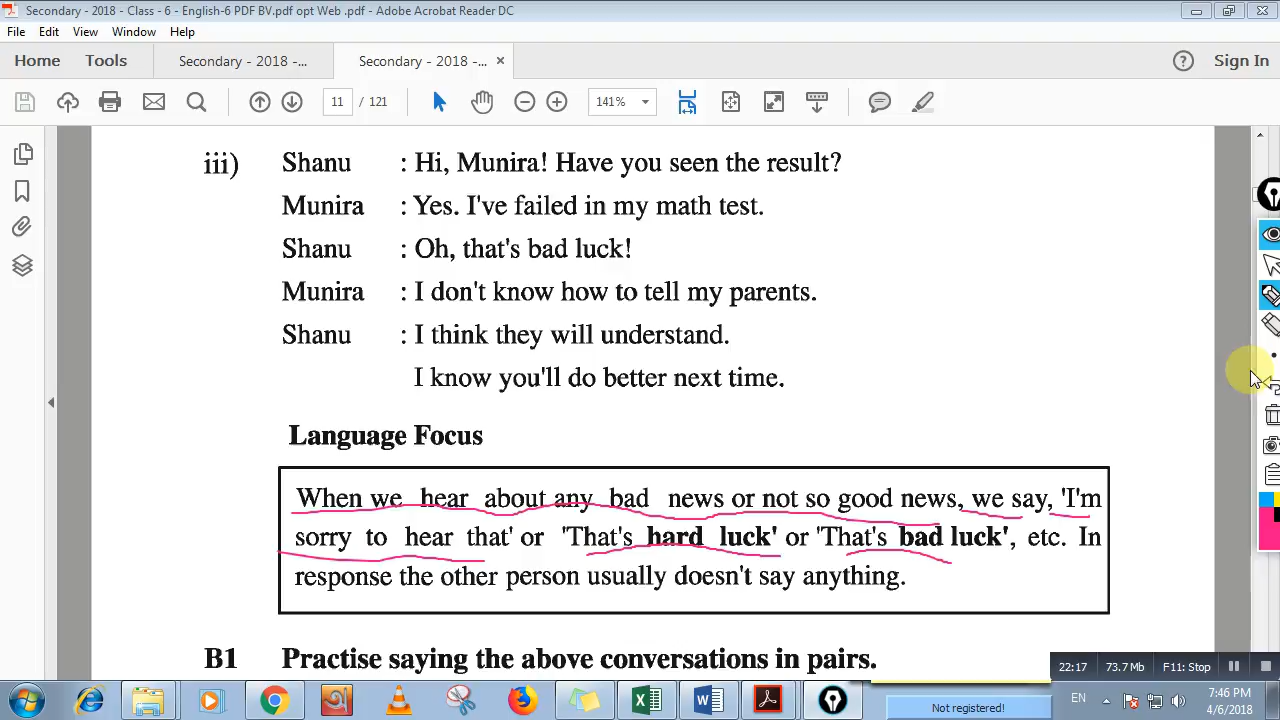 Secondary - 2018 - Class - 6 - English-6 PDF BV.pdf opt Web .pdf - Adobe Acrobat Reader DC
File Edit View Window Help
Home Tools Secondary - 2018 -... Secondary - 2018 -... × Sign In
11 / 121 141%
iii) Shanu : Hi, Munira! Have you seen the result?
Munira : Yes. I've failed in my math test.
Shanu : Oh, that's bad luck!
Munira : I don't know how to tell my parents.
Shanu : I think they will understand.
I know you'll do better next time.
Language Focus
When we hear about any bad news or not so good news, we say, 'I'm
sorry to hear that' or 'That's hard luck' or 'That's bad luck', etc. In
response the other person usually doesn't say anything.
B1 Practise saying the above conversations in pairs.
22:17 73.7 Mb F11: Stop
EN 7:46 PM
Not registered! 4/6/2018